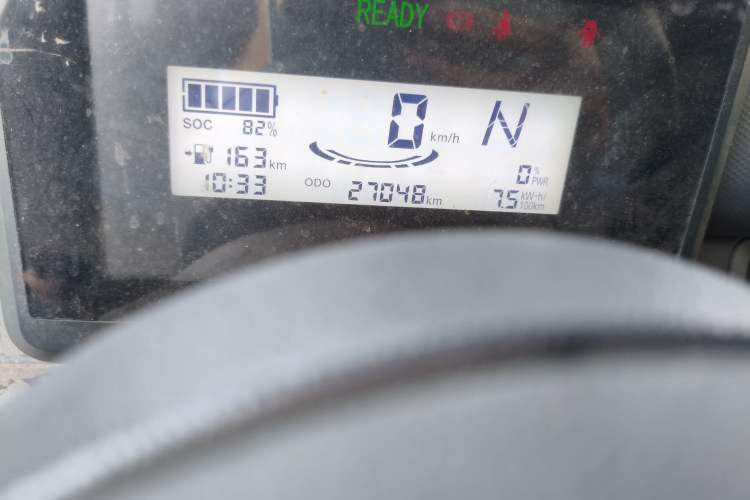 READY
SOC 82%
0 km/h N
163 km
0 % PWR
10:33 ODO 27048 km 7.5 kW·h/100km